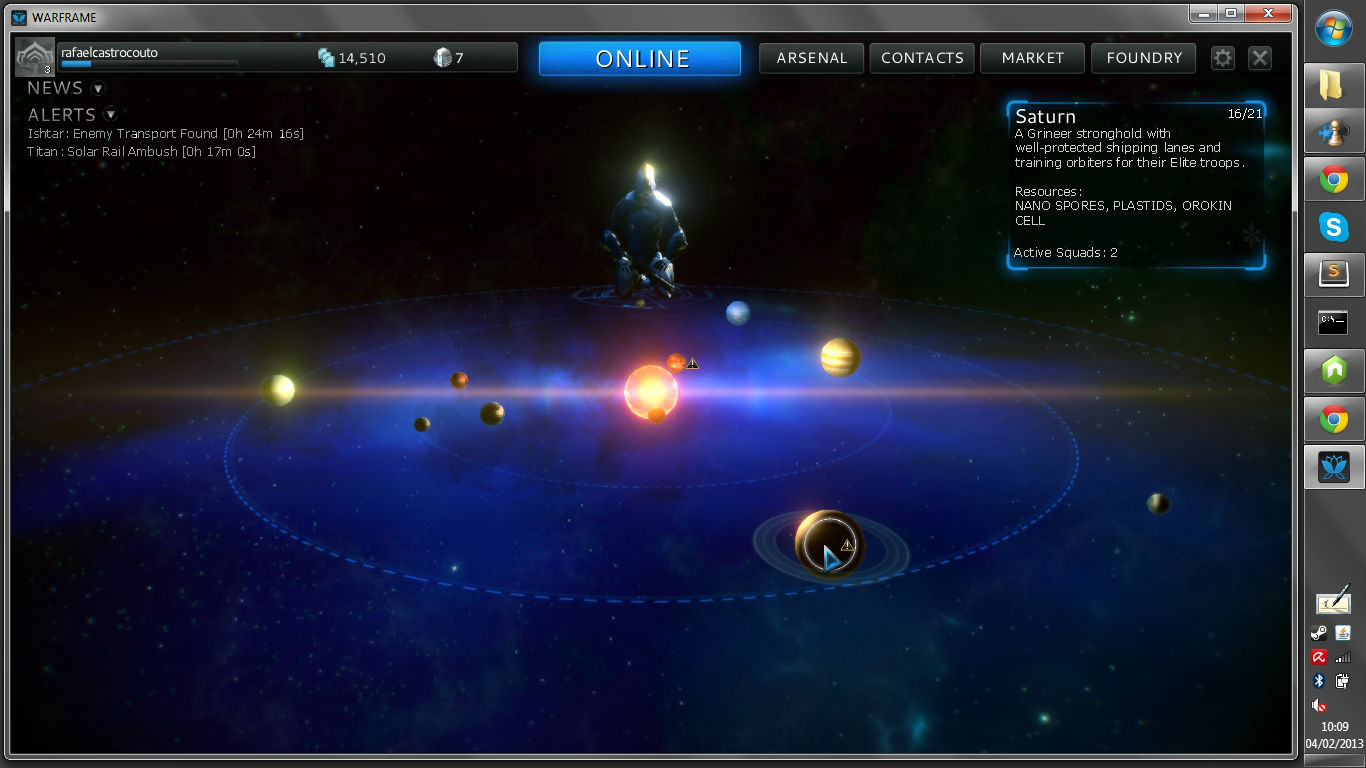 WARFRAME
rafaelcastrocouto
3
14,510
7
ONLINE
ARSENAL
CONTACTS
MARKET
FOUNDRY
NEWS
ALERTS
Ishtar: Enemy Transport Found [0h 24m 16s]
Titan: Solar Rail Ambush [0h 17m 0s]
Saturn
16/21
A Grineer stronghold with
well-protected shipping lanes and
training orbiters for their Elite troops.
Resources:
NANO SPORES, PLASTIDS, OROKIN
CELL
Active Squads: 2
S
S
C:\
10:09
04/02/2013